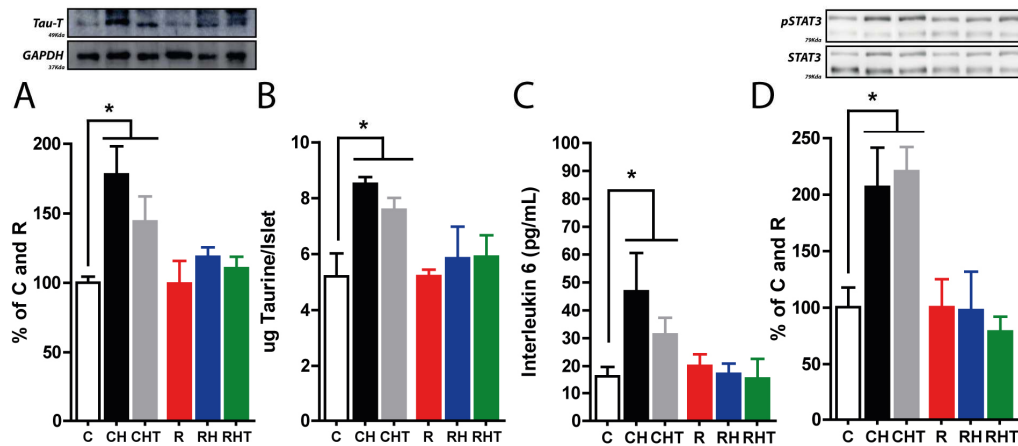 Tau-T
49Kda
GAPDH
37Kda
pSTAT3
79Kda
STAT3
79Kda
A
*
% of C and R
200
150
100
50
0
C CH CHT R RH RHT
B
*
ug Taurine/Islet
10
8
6
4
2
0
C CH CHT R RH RHT
C
*
Interleukin 6 (pg/mL)
100
90
80
70
60
50
40
30
20
10
0
C CH CHT R RH RHT
D
*
% of C and R
250
200
150
100
50
0
C CH CHT R RH RHT